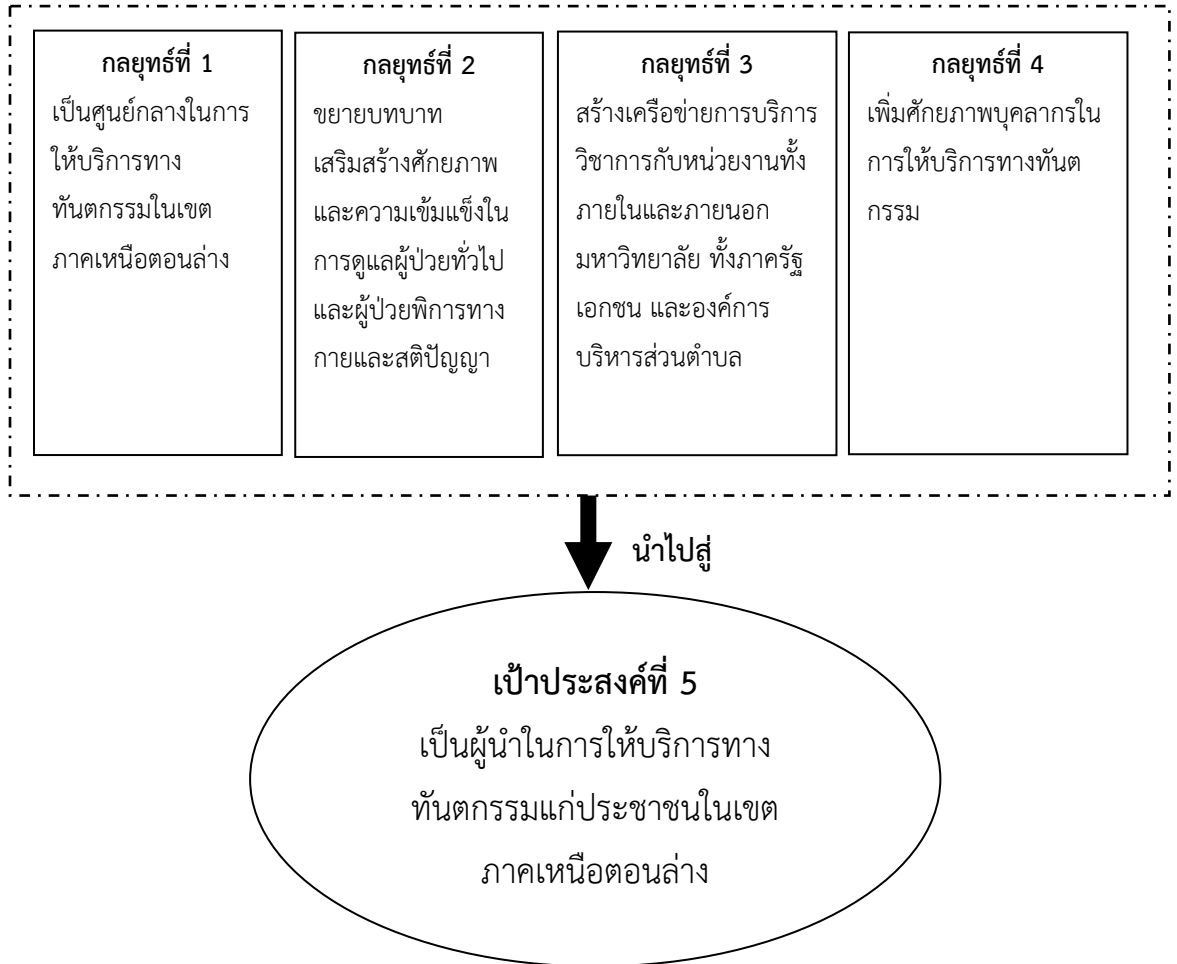 กลยุทธ์ที่ 1
เป็นศูนย์กลางในการ
ให้บริการทาง
ทันตกรรมในเขต
ภาคเหนือตอนล่าง
กลยุทธ์ที่ 2
ขยายบทบาท
เสริมสร้างศักยภาพ
และความเข้มแข็งใน
การดูแลผู้ป่วยทั่วไป
และผู้ป่วยพิการทาง
กายและสติปัญญา
กลยุทธ์ที่ 3
สร้างเครือข่ายการบริการ
วิชาการกับหน่วยงานทั้ง
ภายในและภายนอก
มหาวิทยาลัย ทั้งภาครัฐ
เอกชน และองค์การ
บริหารส่วนตำบล
กลยุทธ์ที่ 4
เพิ่มศักยภาพบุคลากรใน
การให้บริการทางทันต
กรรม
นำไปสู่
เป้าประสงค์ที่ 5
เป็นผู้นำในการให้บริการทาง
ทันตกรรมแก่ประชาชนในเขต
ภาคเหนือตอนล่าง